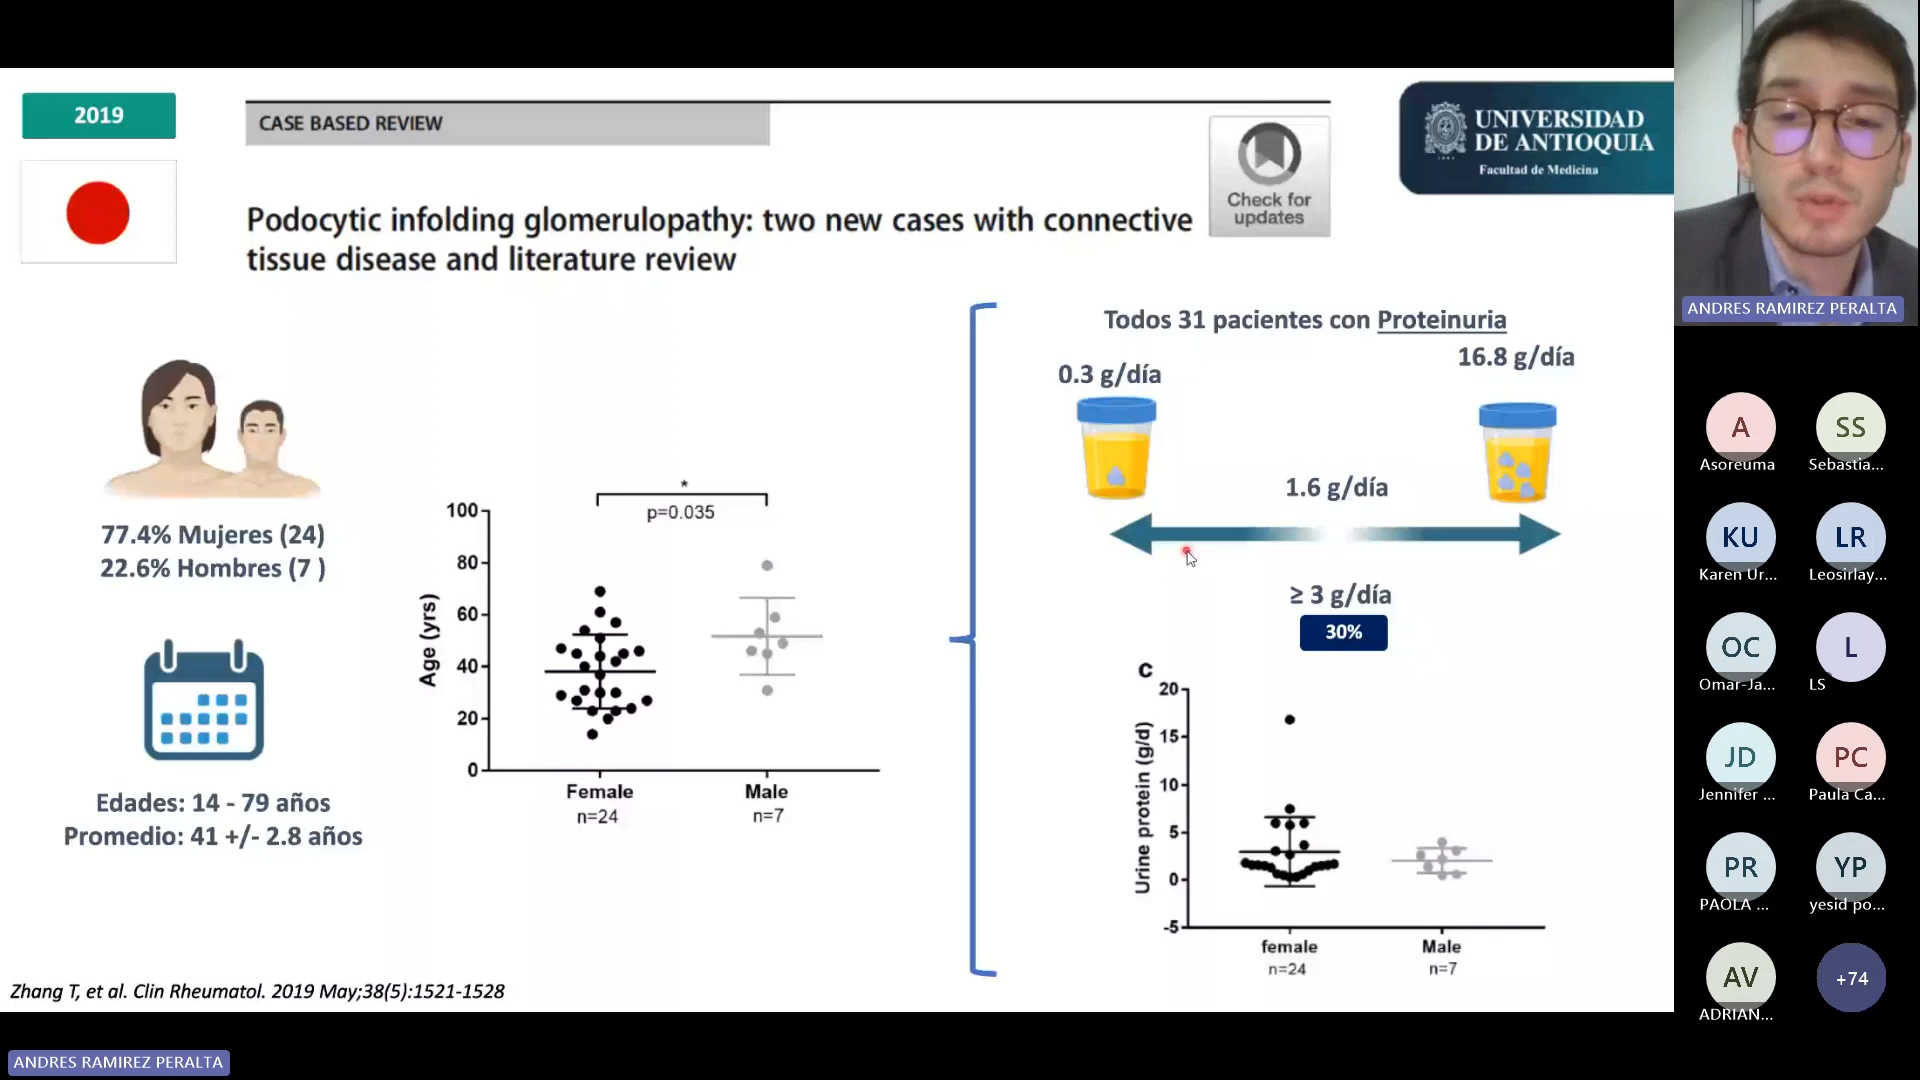 2019
CASE BASED REVIEW
Check for
updates
UNIVERSIDAD
DE ANTIOQUIA
Facultad de Medicina
Podocytic infolding glomerulopathy: two new cases with connective
tissue disease and literature review
77.4% Mujeres (24)
22.6% Hombres (7 )
Edades: 14 - 79 años
Promedio: 41 +/- 2.8 años
*
p=0.035
Age (yrs)
100
80
60
40
20
0
Female
n=24
Male
n=7
Todos 31 pacientes con Proteinuria
0.3 g/día
16.8 g/día
1.6 g/día
≥ 3 g/día
30%
C
Urine protein (g/d)
20
15
10
5
0
-5
female
n=24
Male
n=7
Zhang T, et al. Clin Rheumatol. 2019 May;38(5):1521-1528
ANDRES RAMIREZ PERALTA
ANDRES RAMIREZ PERALTA
A
Asoreuma
SS
Sebastia...
KU
Karen Ur...
LR
Leosirlay...
OC
Omar-Ja...
L
LS
JD
Jennifer ...
PC
Paula Ca...
PR
PAOLA ...
YP
yesid po...
AV
ADRIAN...
+74